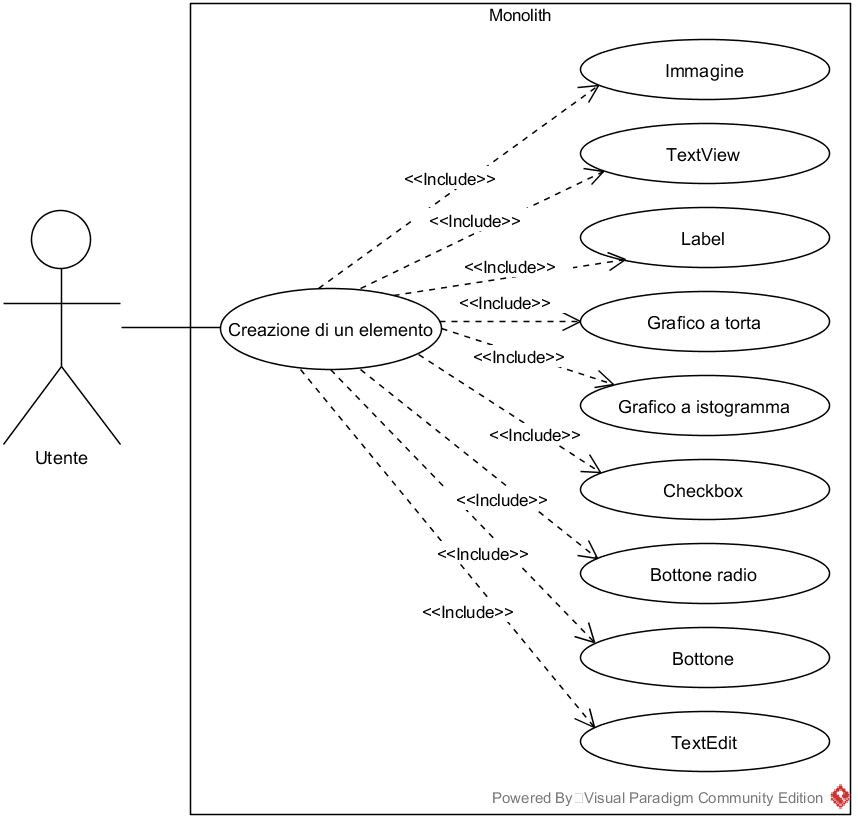 Monolith
Immagine
<<Include>>
TextView
<<Include>>
Label
<<Include>>
<<Include>>
Grafico a torta
Creazione di un elemento
<<Include>>
Grafico a istogramma
<<Include>>
Utente
Checkbox
<<Include>>
<<Include>>
Bottone radio
<<Include>>
Bottone
TextEdit
Powered By Visual Paradigm Community Edition